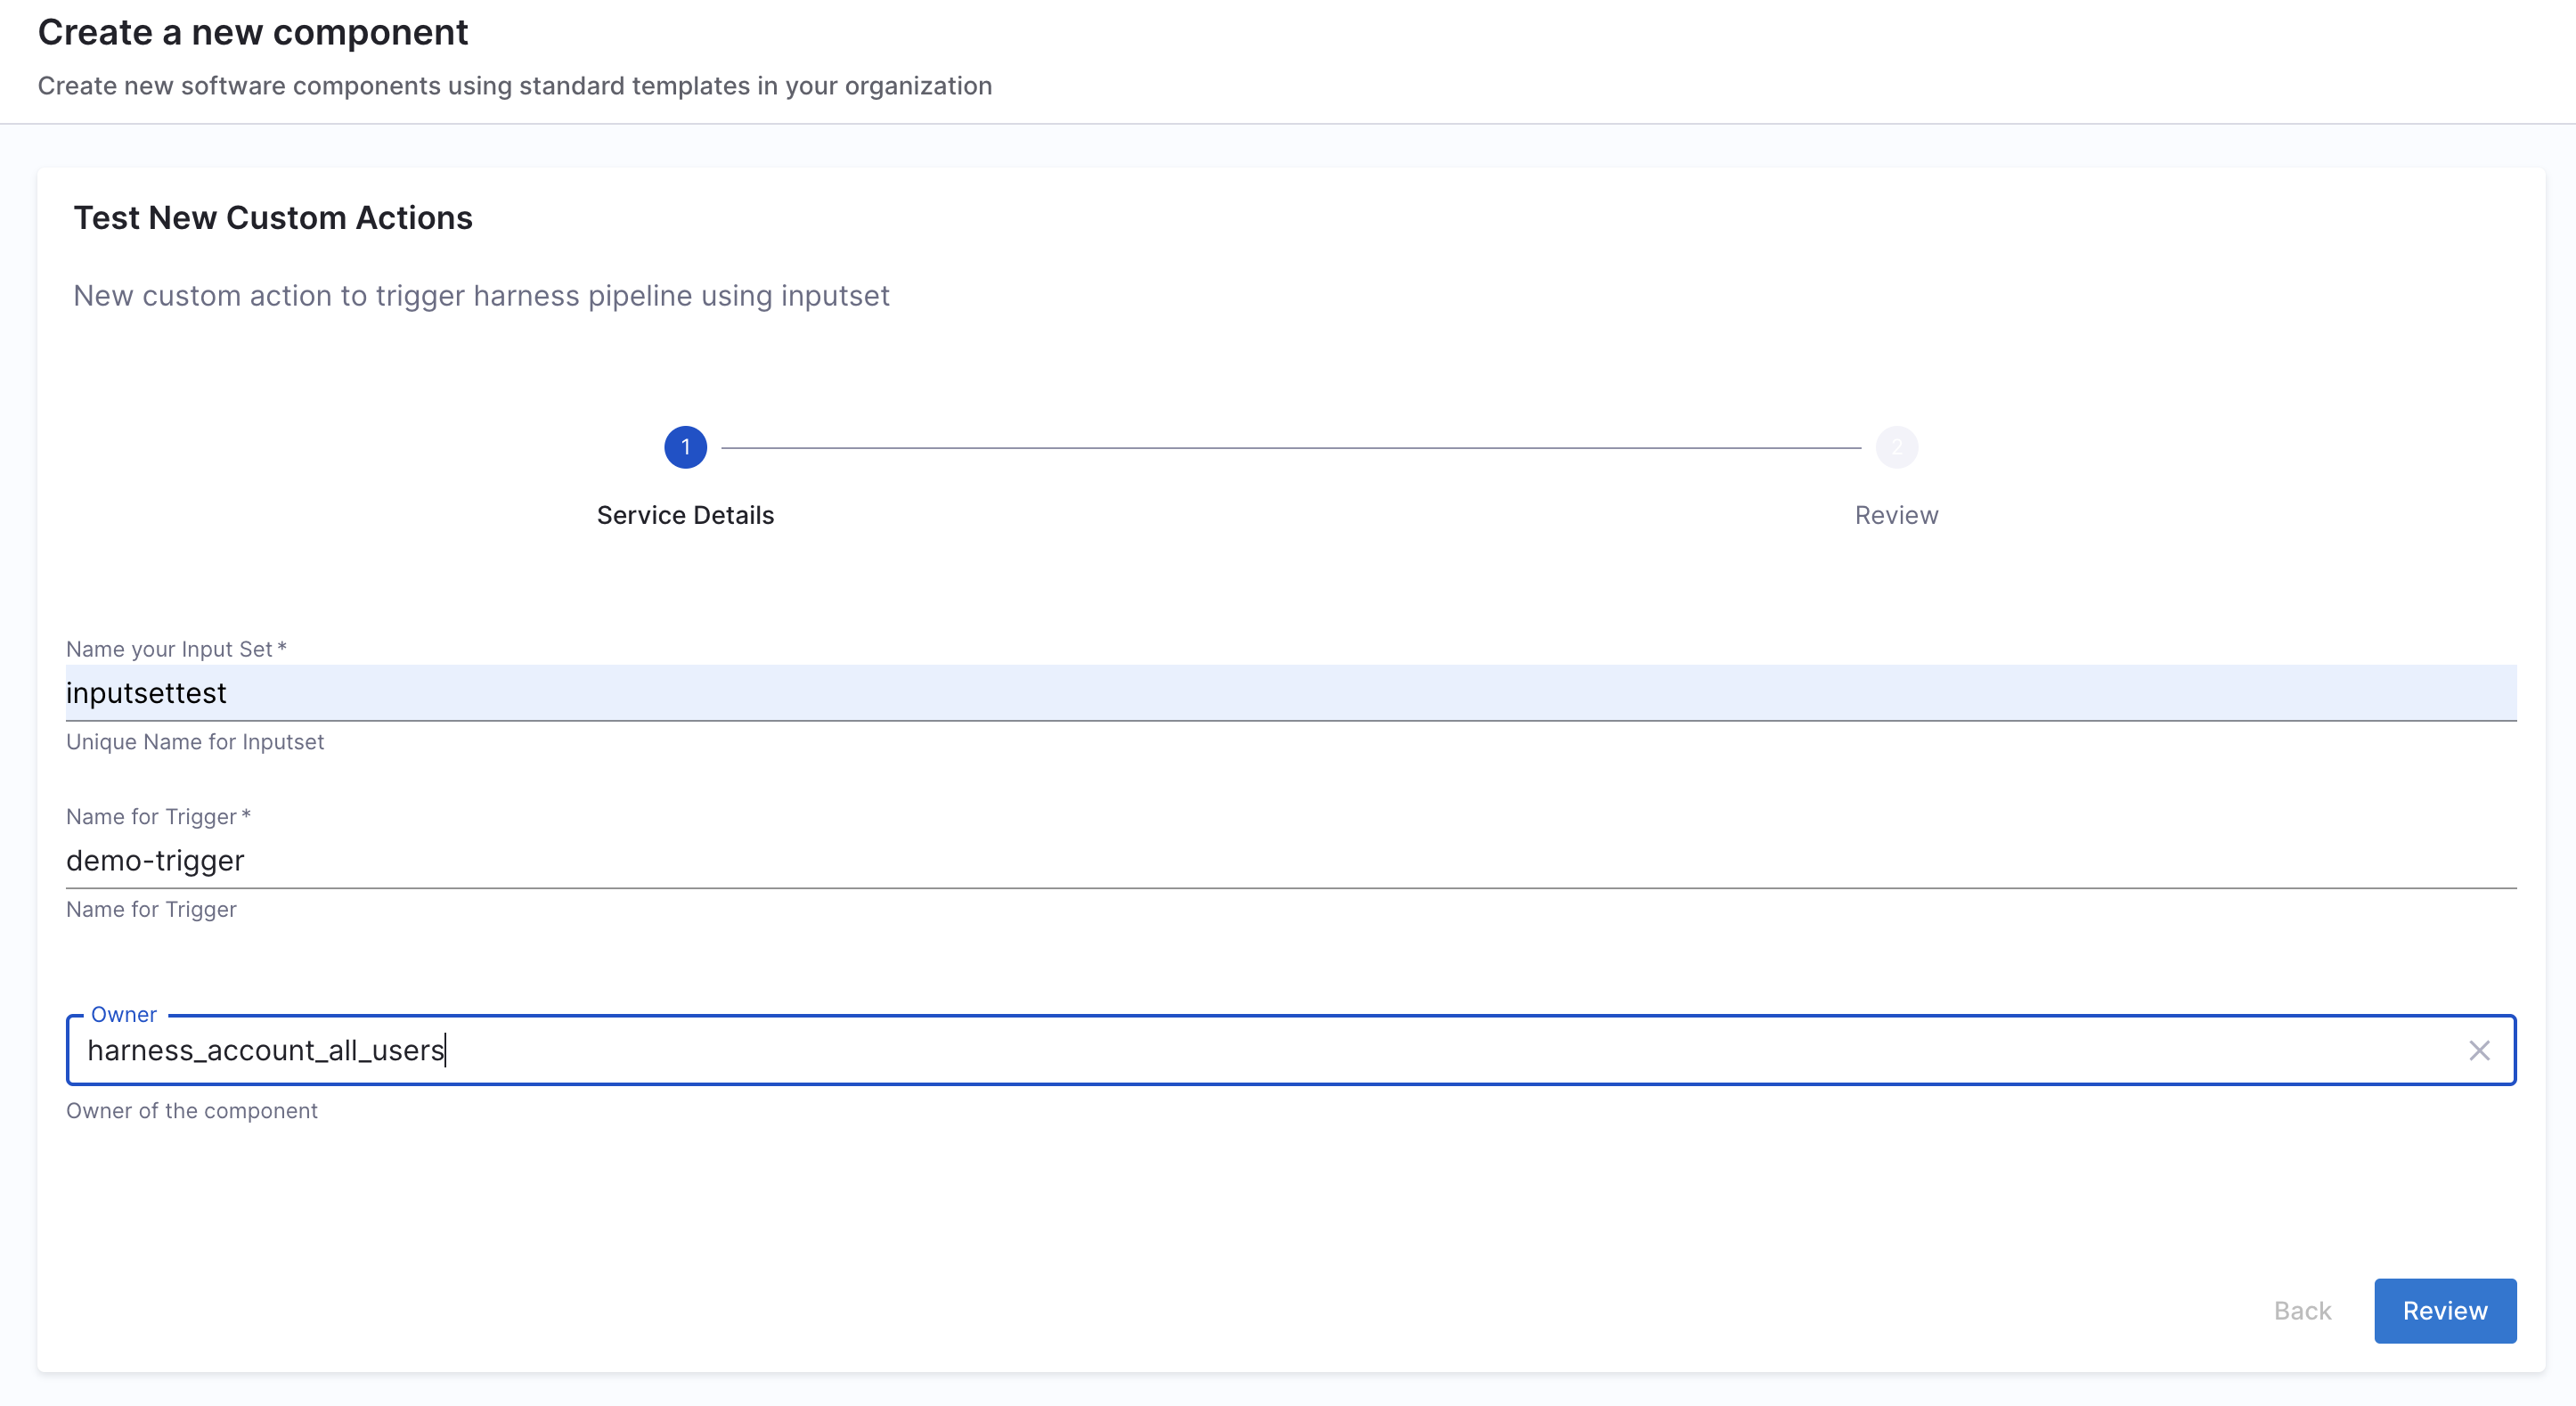 Create a new component
Create new software components using standard templates in your organization
Test New Custom Actions
New custom action to trigger harness pipeline using inputset
1
2
Service Details
Review
Name your Input Set *
inputsettest
Unique Name for Inputset
Name for Trigger *
demo-trigger
Name for Trigger
Owner
harness_account_all_users
Owner of the component
Back
Review